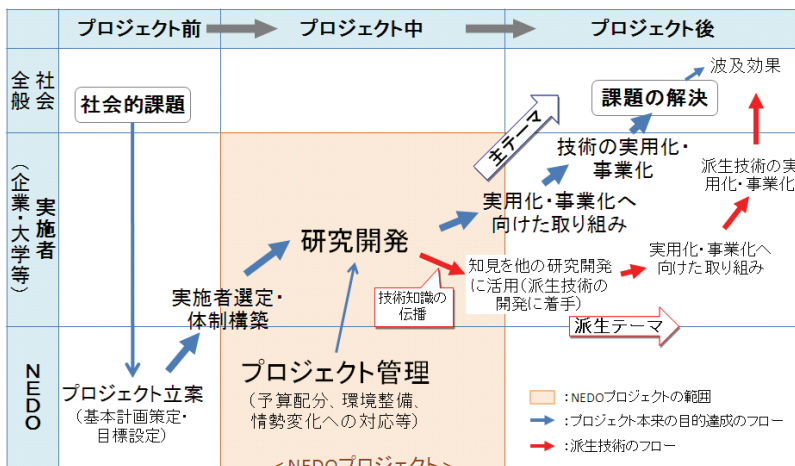 プロジェクト前
プロジェクト中
プロジェクト後
社会
全般
社会的課題
課題の解決
波及効果
主テーマ
実施者
(企業・大学等)
技術の実用化・
事業化
派生技術の実
用化・事業化
実用化・事業化へ
向けた取り組み
研究開発
実用化・事業化へ
向けた取り組み
知見を他の研究開発
に活用(派生技術の
開発に着手)
技術知識の
伝播
実施者選定・
体制構築
派生テーマ
NEDO
プロジェクト立案
(基本計画策定・
目標設定)
プロジェクト管理
(予算配分、環境整備、
情勢変化への対応等)
<NEDOプロジェクト>
:NEDOプロジェクトの範囲
:プロジェクト本来の目的達成のフロー
:派生技術のフロー